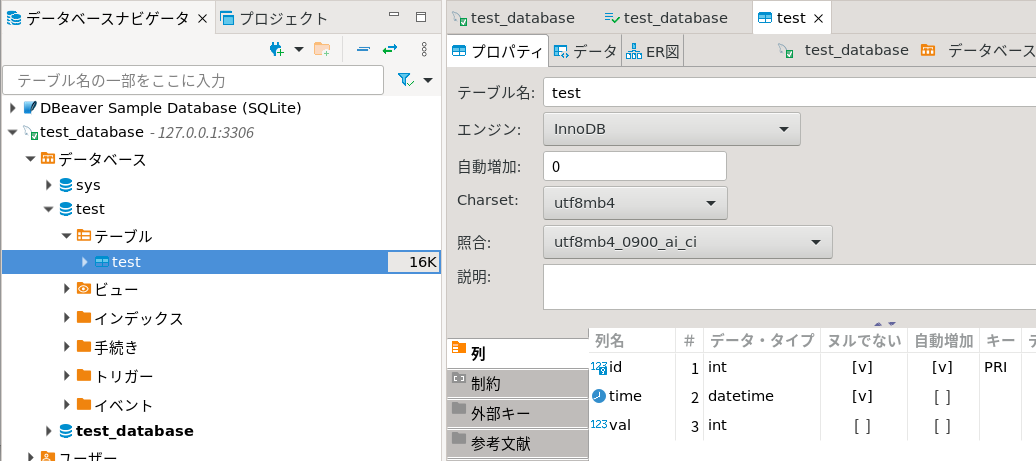 データベースナビゲータ プロジェクト
テーブル名の一部をここに入力
DBeaver Sample Database (SQLite)
test_database - 127.0.0.1:3306
データベース
sys
test
テーブル
test 16K
ビュー
インデックス
手続き
トリガー
イベント
test_database
ユーザー
test_database test_database test
プロパティ データ ER図 test_database データベース
テーブル名: test
エンジン: InnoDB
自動増加: 0
Charset: utf8mb4
照合: utf8mb4_0900_ai_ci
説明:
列
制約
外部キー
参考文献
列名 # データ・タイプ ヌルでない 自動増加 キー デ
id 1 int [v] [v] PRI
time 2 datetime [v] [ ]
val 3 int [ ] [ ]